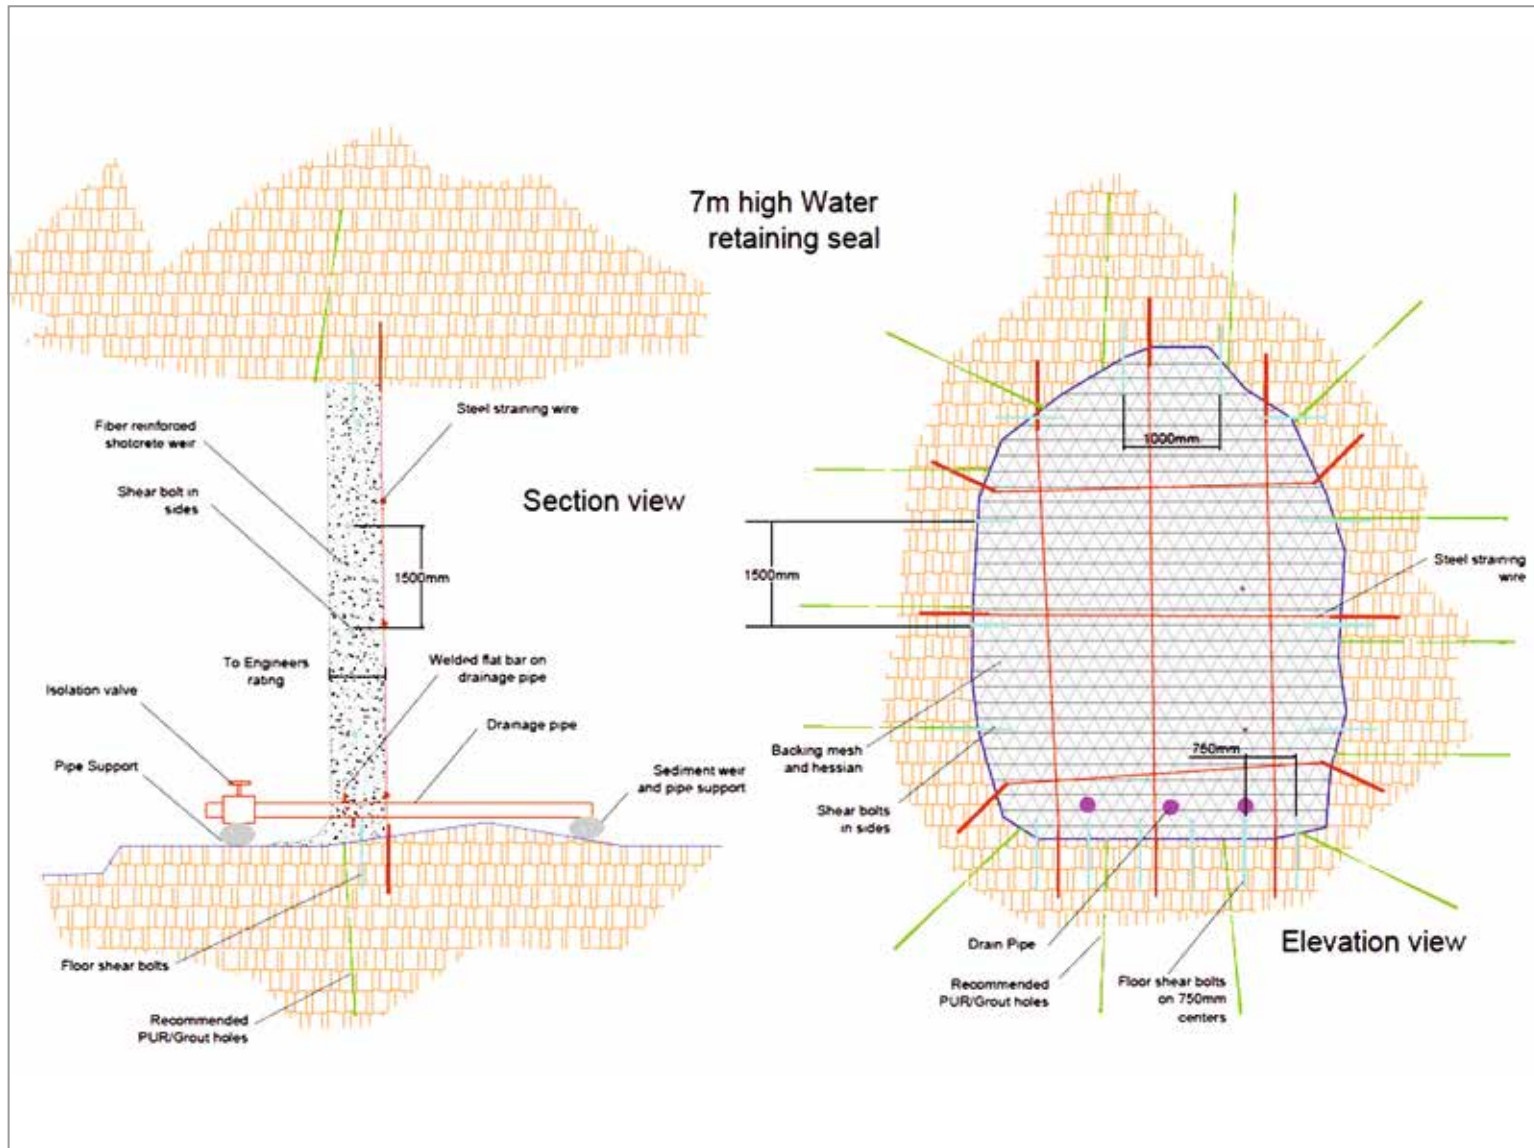 7m high Water
retaining seal
Section view
Steel straining wire
Fiber reinforced
shotcrete weir
Shear bolt in
sides
1500mm
To Engineers
rating
Welded flat bar on
drainage pipe
Isolation valve
Drainage pipe
Pipe Support
Sediment weir
and pipe support
Floor shear bolts
Recommended
PUR/Grout holes
1000mm
1500mm
Steel straining
wire
Backing mesh
and hessian
750mm
Shear bolts
in sides
Drain Pipe
Elevation view
Recommended
PUR/Grout holes
Floor shear bolts
on 750mm
centers